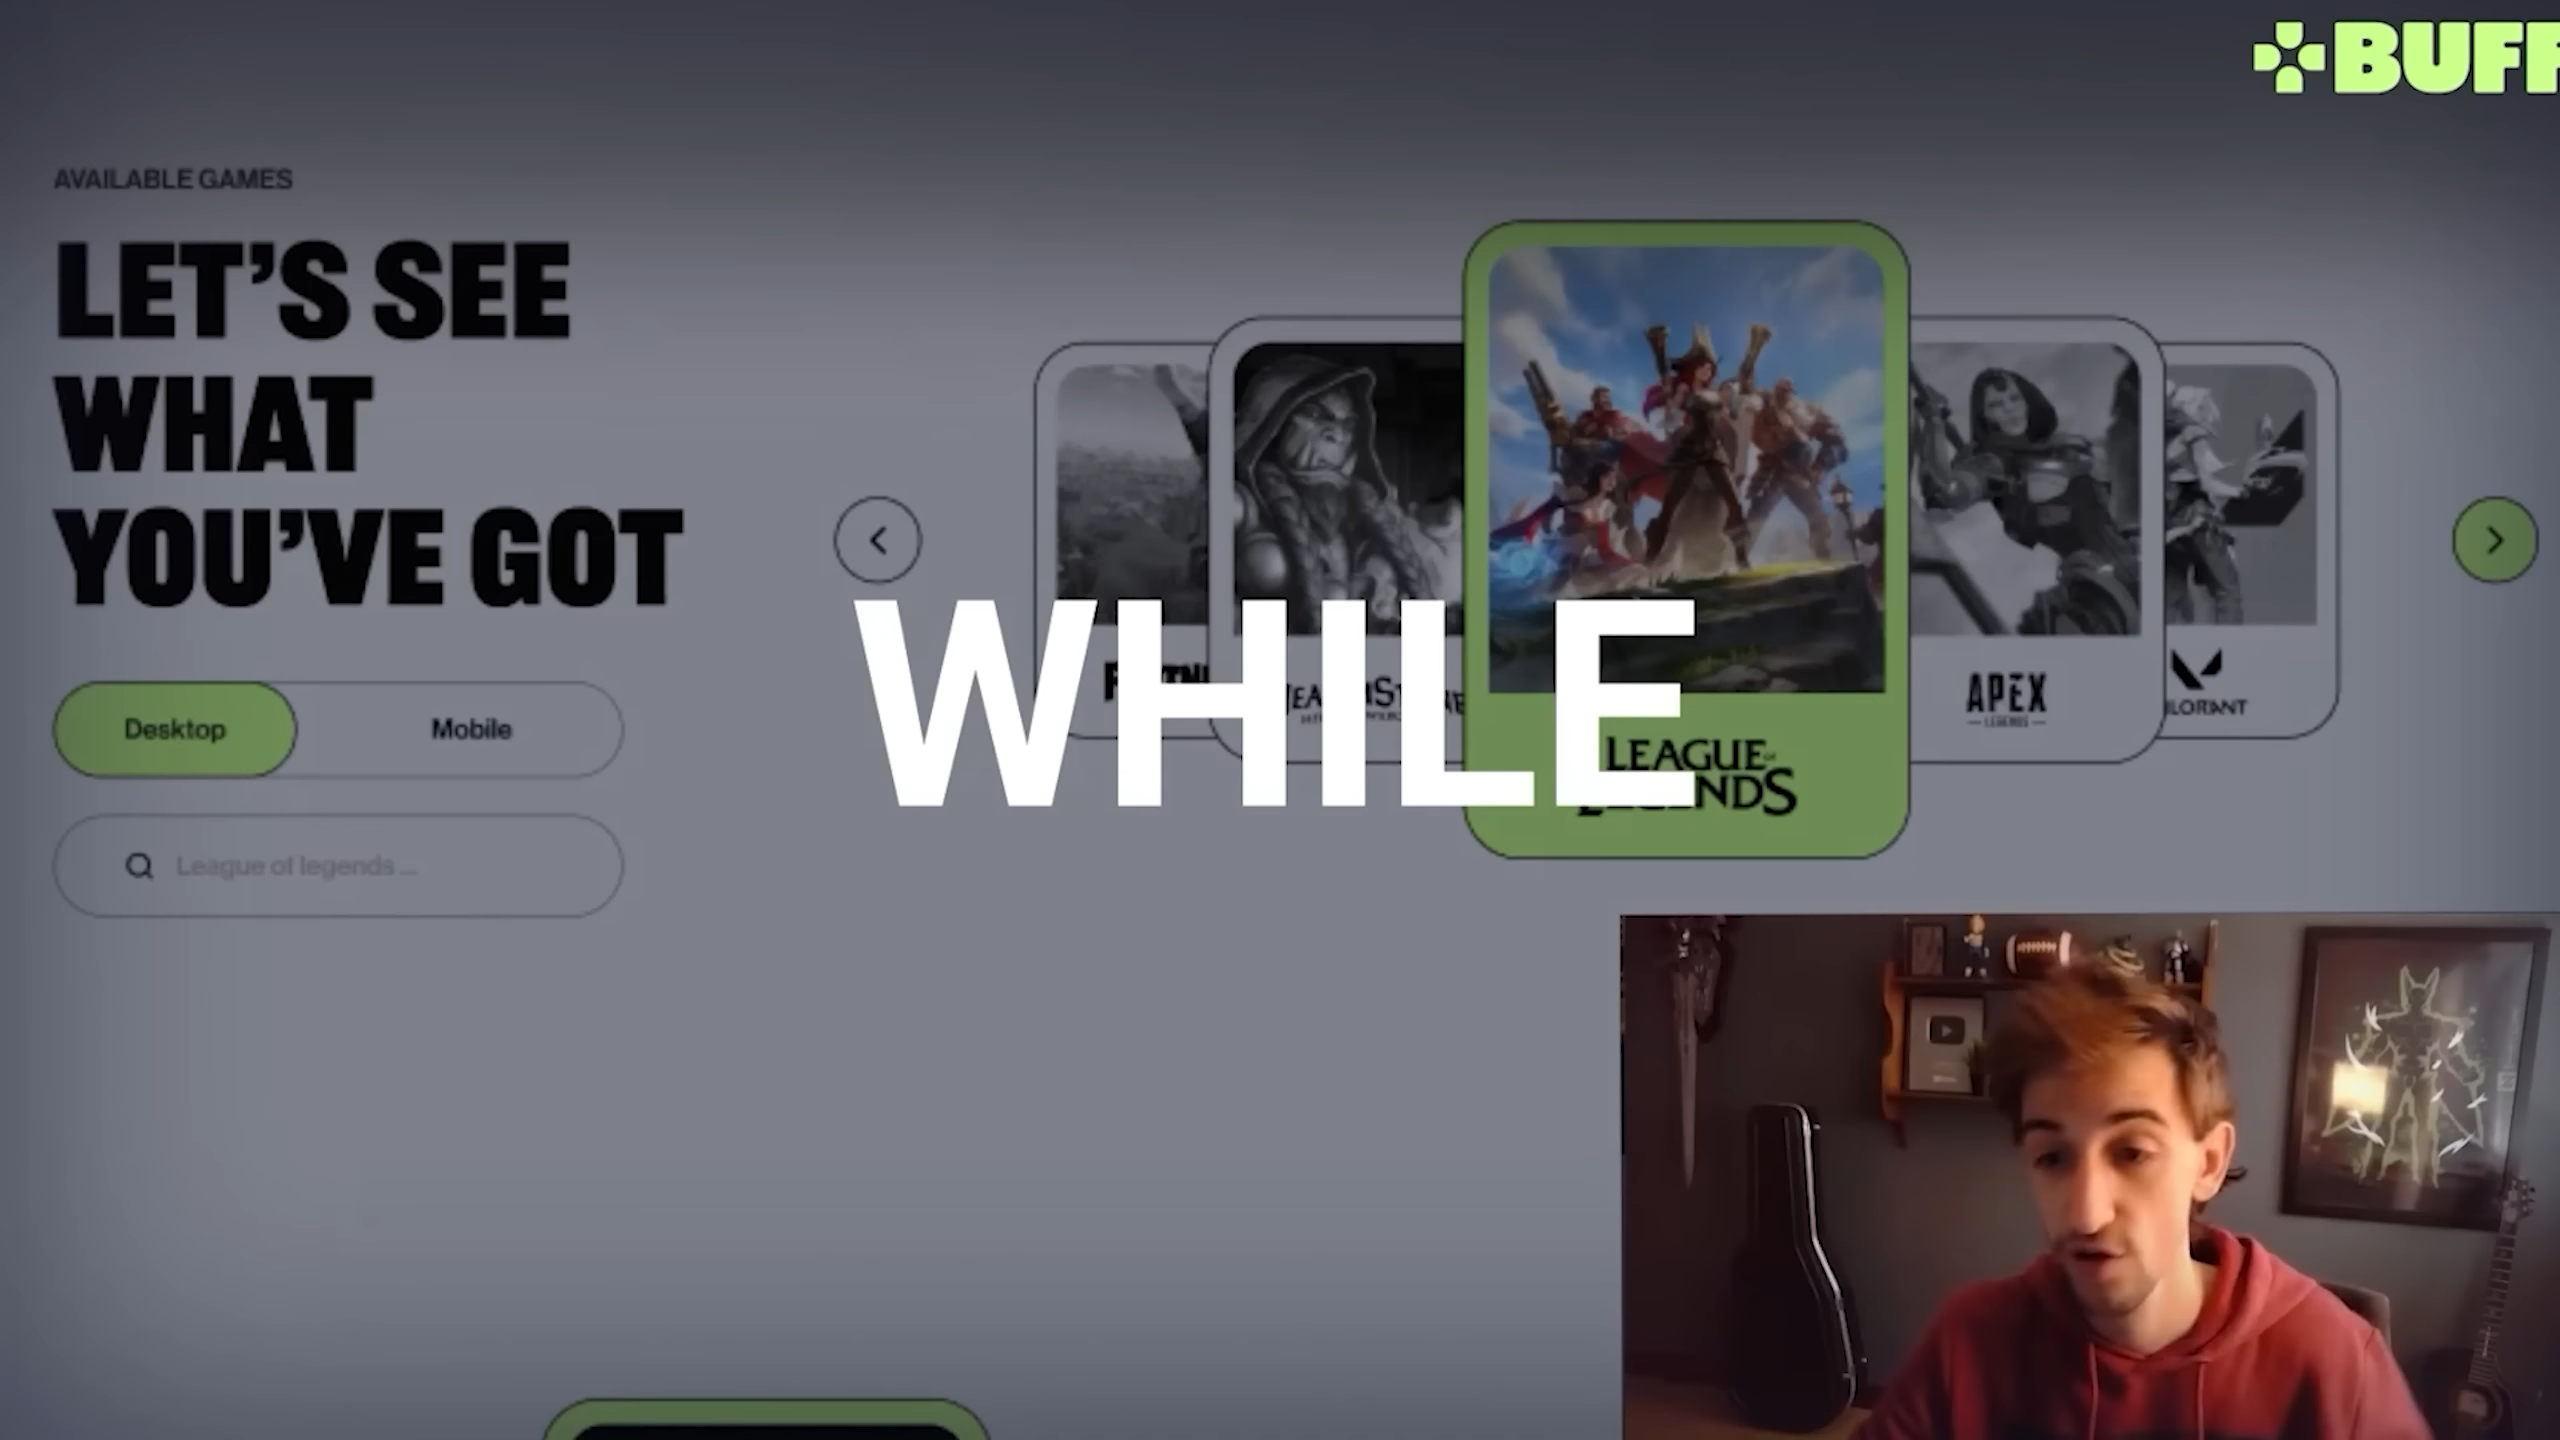 BUFF
AVAILABLE GAMES
LET'S SEE
WHAT
YOU'VE GOT
Desktop
Mobile
League of legends ...
WHILE
LEAGUE OF
LEGENDS
APEX
LEGENDS